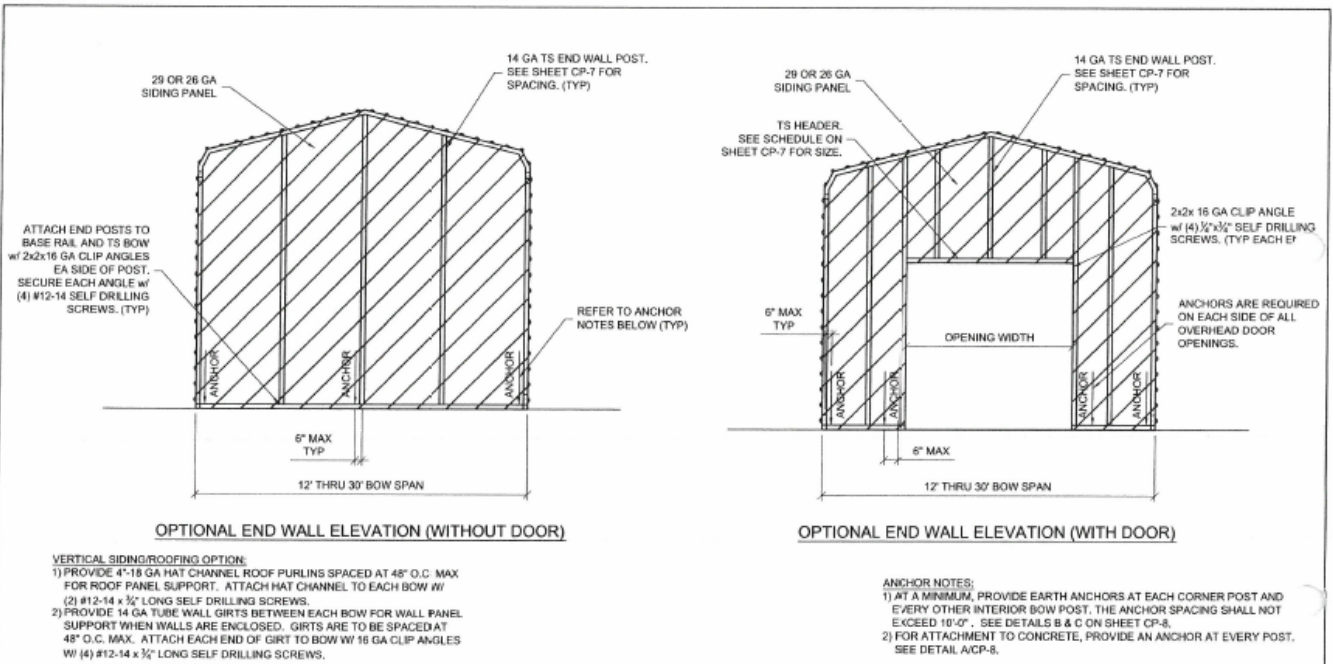 29 OR 26 GA
SIDING PANEL
14 GA TS END WALL POST.
SEE SHEET CP-7 FOR
SPACING. (TYP)
ATTACH END POSTS TO
BASE RAIL AND TS BOW
w/ 2x2x16 GA CLIP ANGLES
EA SIDE OF POST.
SECURE EACH ANGLE w/
(4) #12-14 SELF DRILLING
SCREWS. (TYP)
REFER TO ANCHOR
NOTES BELOW (TYP)
ANCHOR
ANCHOR
ANCHOR
6" MAX
TYP
12' THRU 30' BOW SPAN
OPTIONAL END WALL ELEVATION (WITHOUT DOOR)
29 OR 26 GA
SIDING PANEL
14 GA TS END WALL POST.
SEE SHEET CP-7 FOR
SPACING. (TYP)
TS HEADER.
SEE SCHEDULE ON
SHEET CP-7 FOR SIZE.
2x2x 16 GA CLIP ANGLE
w/ (4) ¼"x¾" SELF DRILLING
SCREWS. (TYP EACH
6" MAX
TYP
OPENING WIDTH
ANCHORS ARE REQUIRED
ON EACH SIDE OF ALL
OVERHEAD DOOR
OPENINGS.
ANCHOR
ANCHOR
ANCHOR
ANCHOR
6" MAX
12' THRU 30' BOW SPAN
OPTIONAL END WALL ELEVATION (WITH DOOR)
VERTICAL SIDING/ROOFING OPTION:
1) PROVIDE 4"-18 GA HAT CHANNEL ROOF PURLINS SPACED AT 48" O.C. MAX
FOR ROOF PANEL SUPPORT. ATTACH HAT CHANNEL TO EACH BOW W/
(2) #12-14 x ¾" LONG SELF DRILLING SCREWS.
2) PROVIDE 14 GA TUBE WALL GIRTS BETWEEN EACH BOW FOR WALL PANEL
SUPPORT WHEN WALLS ARE ENCLOSED. GIRTS ARE TO BE SPACED AT
48" O.C. MAX. ATTACH EACH END OF GIRT TO BOW W/ 16 GA CLIP ANGLES
W/ (4) #12-14 x ¾" LONG SELF DRILLING SCREWS.
ANCHOR NOTES:
1) AT A MINIMUM, PROVIDE EARTH ANCHORS AT EACH CORNER POST AND
EVERY OTHER INTERIOR BOW POST. THE ANCHOR SPACING SHALL NOT
EXCEED 10'-0". SEE DETAILS B & C ON SHEET CP-8.
2) FOR ATTACHMENT TO CONCRETE, PROVIDE AN ANCHOR AT EVERY POST.
SEE DETAIL A/CP-8.